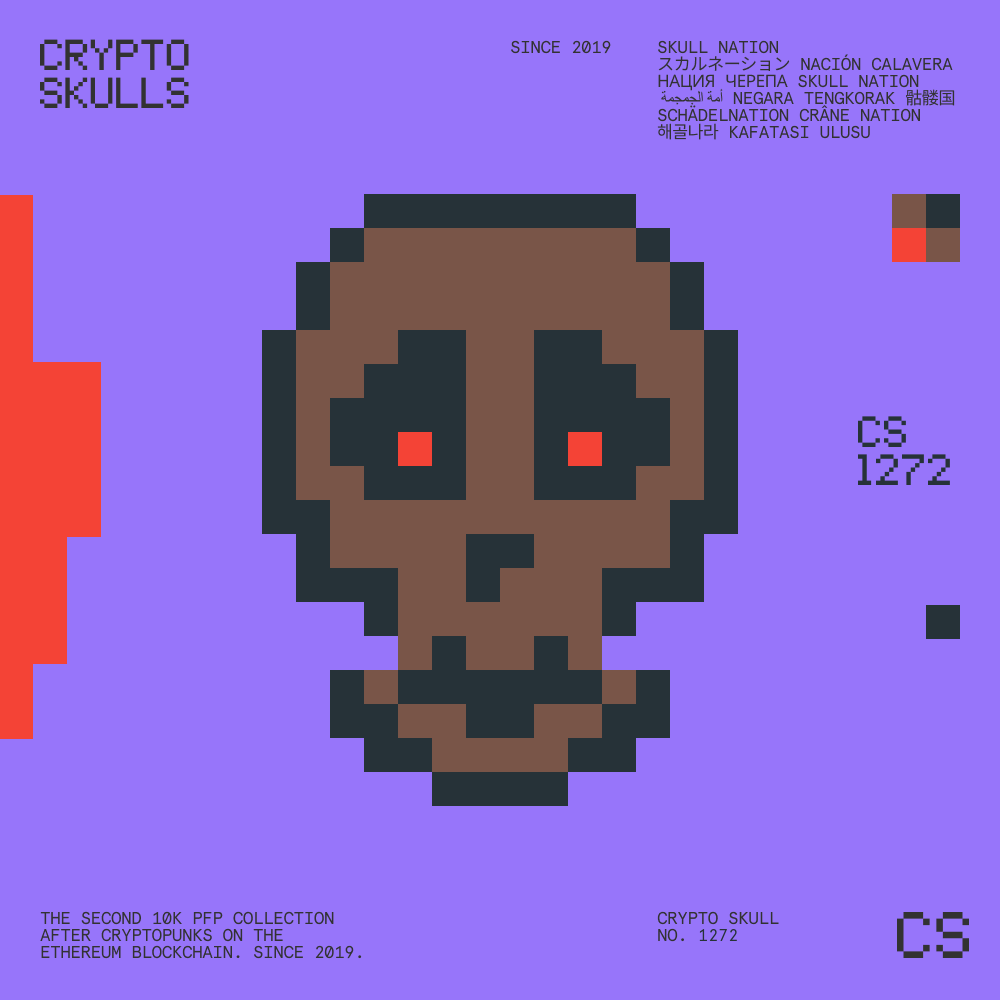 CRYPTO
SKULLS
SINCE 2019
SKULL NATION
スカルネーション NACIÓN CALAVERA
НАЦИЯ ЧЕРЕПА SKULL NATION
أمة الجمجمة NEGARA TENGKORAK 骷髅国
SCHÄDELNATION CRÂNE NATION
해골나라 KAFATASI ULUSU
CS
1272
THE SECOND 10K PFP COLLECTION
AFTER CRYPTOPUNKS ON THE
ETHEREUM BLOCKCHAIN. SINCE 2019.
CRYPTO SKULL
NO. 1272
CS